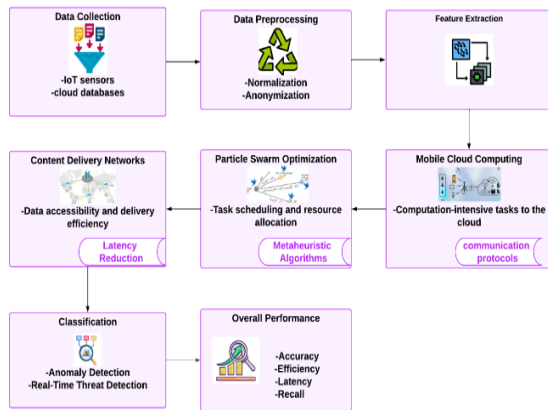 Data Collection
-IoT sensors
-cloud databases
Data Preprocessing
-Normalization
-Anonymization
Feature Extraction
Mobile Cloud Computing
-Computation-intensive tasks to the
cloud
communication
protocols
Particle Swarm Optimization
-Task scheduling and resource
allocation
Metaheuristic
Algorithms
Content Delivery Networks
-Data accessibility and delivery
efficiency
Latency
Reduction
Classification
-Anomaly Detection
-Real-Time Threat Detection
Overall Performance
-Accuracy
-Efficiency
-Latency
-Recall